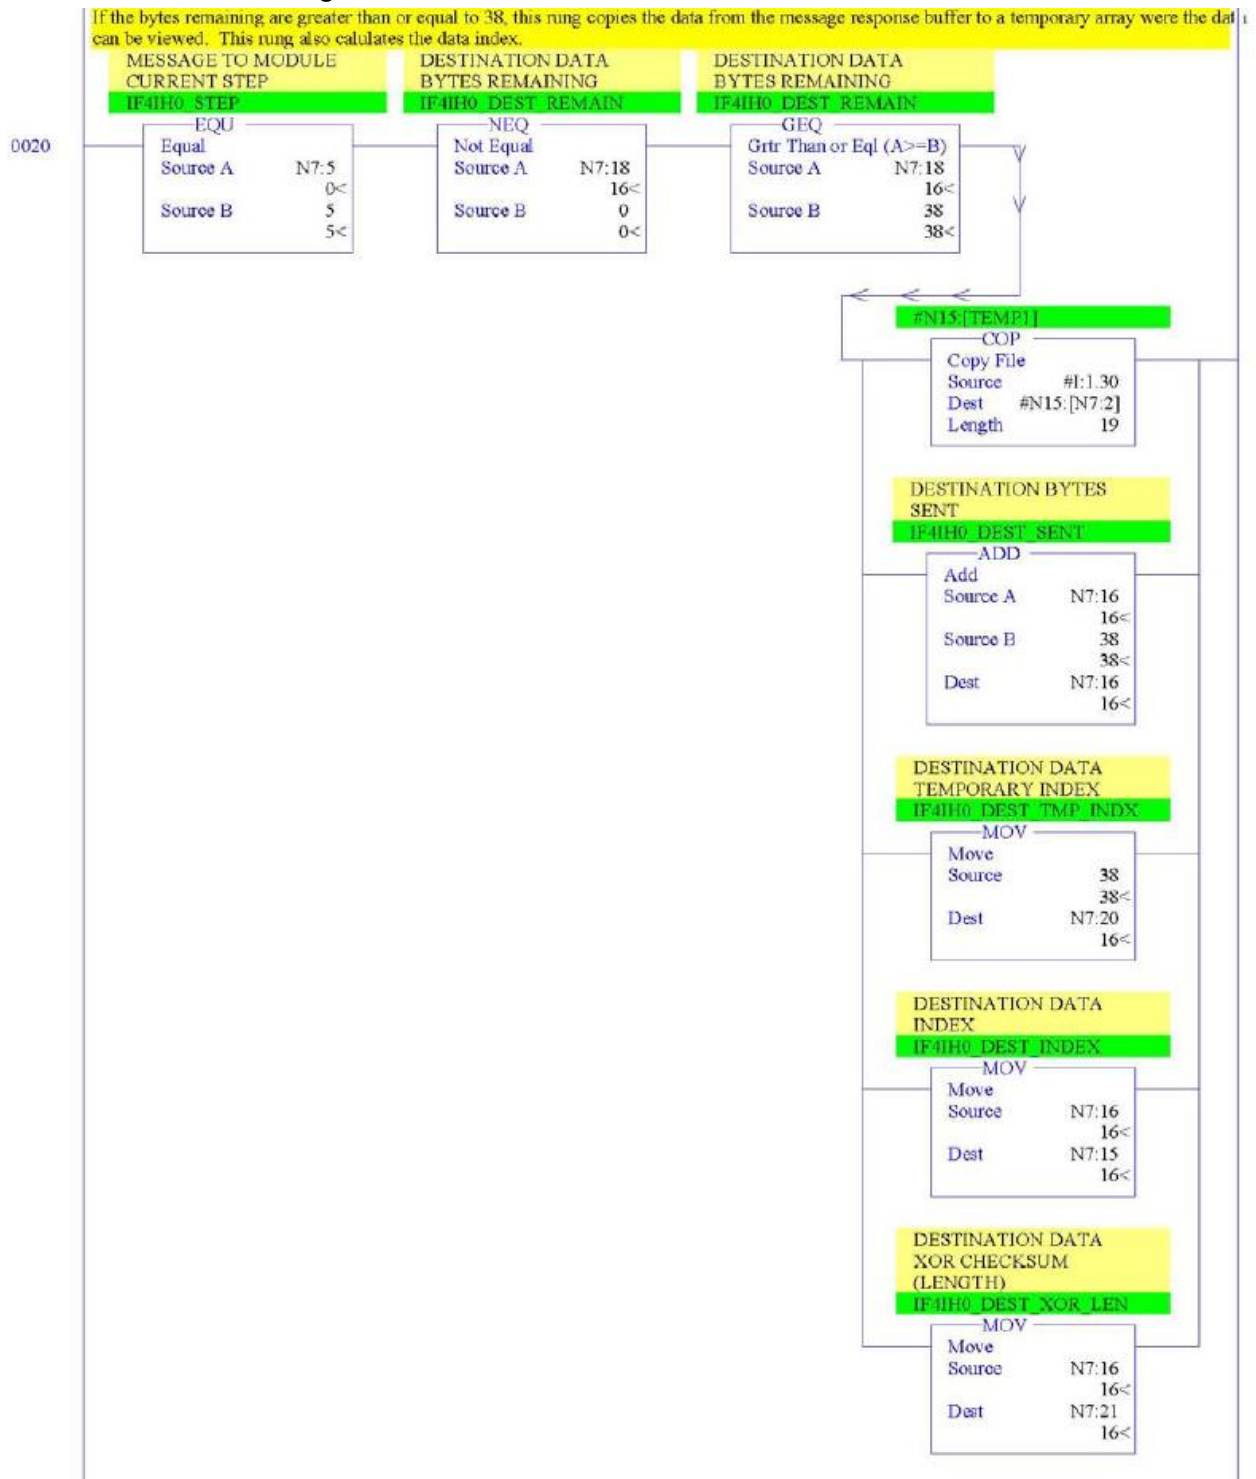 If the bytes remaining are greater than or equal to 38, this rung copies the data from the message response buffer to a temporary array were the dat
can be viewed. This rung also calulates the data index.
MESSAGE TO MODULE
CURRENT STEP
IF4IH0_STEP
DESTINATION DATA
BYTES REMAINING
IF4IH0_DEST_REMAIN
DESTINATION DATA
BYTES REMAINING
IF4IH0_DEST_REMAIN
0020
EQU
Equal
Source A N7:5
0<
Source B 5
5<
NEQ
Not Equal
Source A N7:18
16<
Source B 0
0<
GEQ
Grtr Than or Eql (A>=B)
Source A N7:18
16<
Source B 38
38<
#N15:[TEMP1]
COP
Copy File
Source #I:1.30
Dest #N15:[N7:2]
Length 19
DESTINATION BYTES
SENT
IF4IH0_DEST_SENT
ADD
Add
Source A N7:16
16<
Source B 38
38<
Dest N7:16
16<
DESTINATION DATA
TEMPORARY INDEX
IF4IH0_DEST_TMP_INDX
MOV
Move
Source 38
38<
Dest N7:20
16<
DESTINATION DATA
INDEX
IF4IH0_DEST_INDEX
MOV
Move
Source N7:16
16<
Dest N7:15
16<
DESTINATION DATA
XOR CHECKSUM
(LENGTH)
IF4IH0_DEST_XOR_LEN
MOV
Move
Source N7:16
16<
Dest N7:21
16<